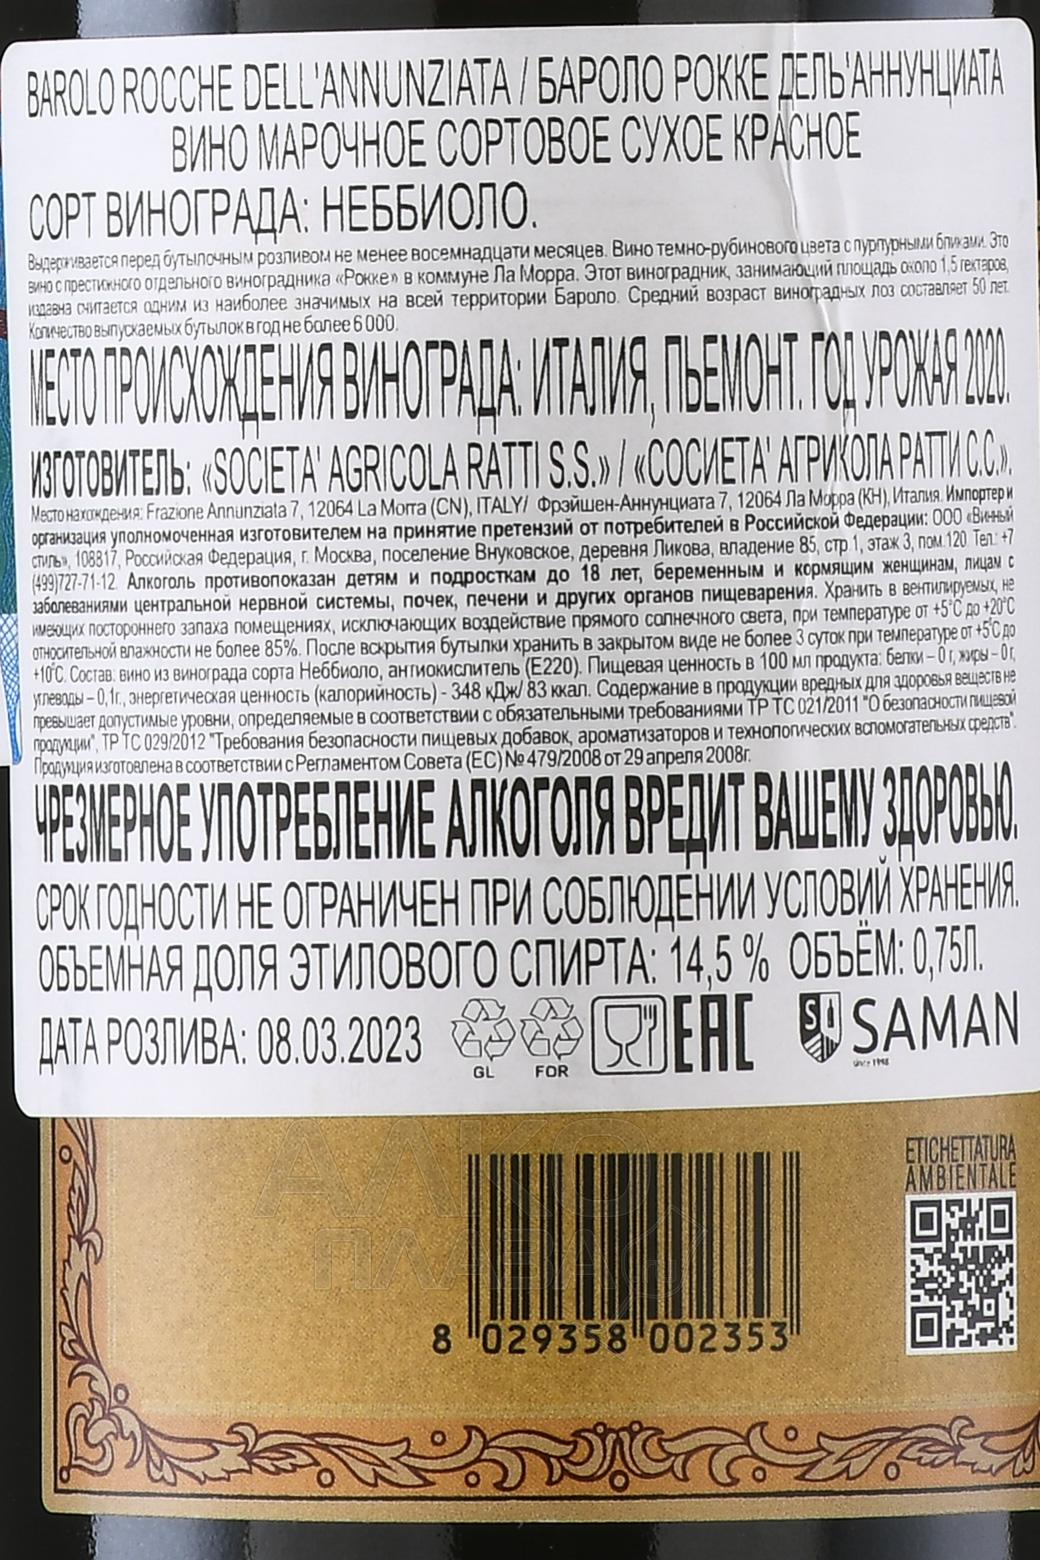 BAROLO ROCCHE DELL'ANNUNZIATA / БАРОЛО РОККЕ ДЕЛЬ'АННУНЦИАТА
ВИНО МАРОЧНОЕ СОРТОВОЕ СУХОЕ КРАСНОЕ
СОРТ ВИНОГРАДА: НЕББИОЛО.
Выдерживается перед бутылочным розливом не менее восемнадцати месяцев. Вино темно-рубинового цвета с пурпурными бликами. Это
вино с престижного отдельного виноградника «Рокке» в коммуне Ла Морра. Этот виноградник, занимающий площадь около 1,5 гектаров,
издавна считается одним из наиболее значимых на всей территории Бароло. Средний возраст виноградных лоз составляет 50 лет.
Количество выпускаемых бутылок в год не более 6 000.
МЕСТО ПРОИСХОЖДЕНИЯ ВИНОГРАДА: ИТАЛИЯ, ПЬЕМОНТ. ГОД УРОЖАЯ 2020.
ИЗГОТОВИТЕЛЬ: «SOCIETA' AGRICOLA RATTI S.S.» / «СОСИЕТА' АГРИКОЛА РАТТИ С.С.».
Место нахождения: Frazione Annunziata 7, 12064 La Morra (CN), ITALY/ Фрэйшен-Аннунциата 7, 12064 Ла Морра (КН), Италия. Импортер и
организация уполномоченная изготовителем на принятие претензий от потребителей в Российской Федерации: ООО «Винный
стиль», 108817, Российская Федерация, г. Москва, поселение Внуковское, деревня Ликова, владение 85, стр 1, этаж 3, пом.120. Тел.: +7
(499)727-71-12. Алкоголь противопоказан детям и подросткам до 18 лет, беременным и кормящим женщинам, лицам с
заболеваниями центральной нервной системы, почек, печени и других органов пищеварения. Хранить в вентилируемых, не
имеющих постороннего запаха помещениях, исключающих воздействие прямого солнечного света, при температуре от +5˚С до +20˚С
относительной влажности не более 85%. После вскрытия бутылки хранить в закрытом виде не более 3 суток при температуре от +5˚С до
+10˚С. Состав: вино из винограда сорта Неббиоло, антиокислитель (Е220). Пищевая ценность в 100 мл продукта: белки – 0 г, жиры – 0 г,
углеводы – 0,1г, энергетическая ценность (калорийность) - 348 кДж/ 83 ккал. Содержание в продукции вредных для здоровья веществ не
превышает допустимые уровни, определяемые в соответствии с обязательными требованиями ТР ТС 021/2011 "О безопасности пищевой
продукции", ТР ТС 029/2012 "Требования безопасности пищевых добавок, ароматизаторов и технологических вспомогательных средств".
Продукция изготовлена в соответствии с Регламентом Совета (ЕС) № 479/2008 от 29 апреля 2008г.
ЧРЕЗМЕРНОЕ УПОТРЕБЛЕНИЕ АЛКОГОЛЯ ВРЕДИТ ВАШЕМУ ЗДОРОВЬЮ.
СРОК ГОДНОСТИ НЕ ОГРАНИЧЕН ПРИ СОБЛЮДЕНИИ УСЛОВИЙ ХРАНЕНИЯ.
ОБЪЕМНАЯ ДОЛЯ ЭТИЛОВОГО СПИРТА: 14,5 % ОБЪЁМ: 0,75Л.
ДАТА РОЗЛИВА: 08.03.2023 GL FOR ЕАС SAMAN
since 1998
АЛКО
ПЛАЗА
ETICHETTATURA
AMBIENTALE
8 029358 002353